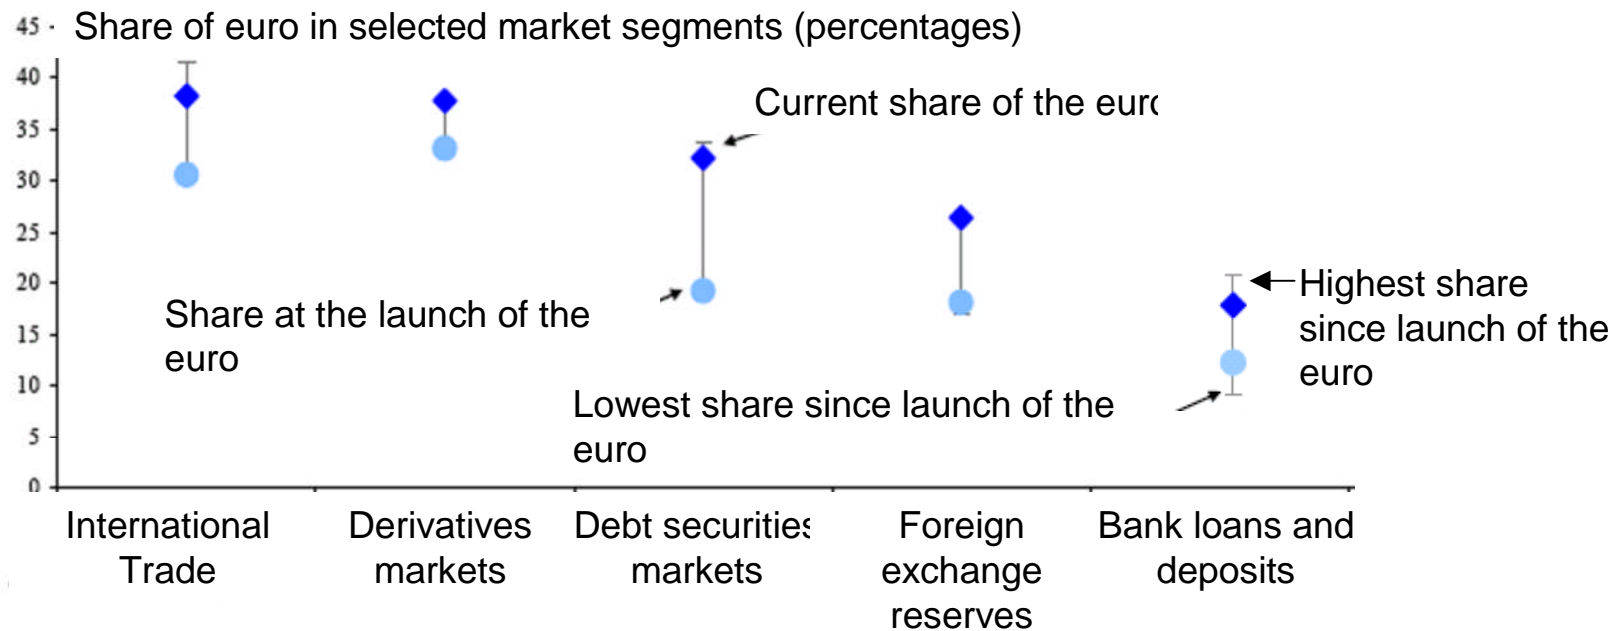 Share of euro in selected market segments (percentages)
45
40
35
30
25
20
15
10
5
0
Current share of the euro
Share at the launch of the
euro
Highest share
since launch of the
euro
Lowest share since launch of the
euro
International
Trade
Derivatives
markets
Debt securities
markets
Foreign
exchange
reserves
Bank loans and
deposits